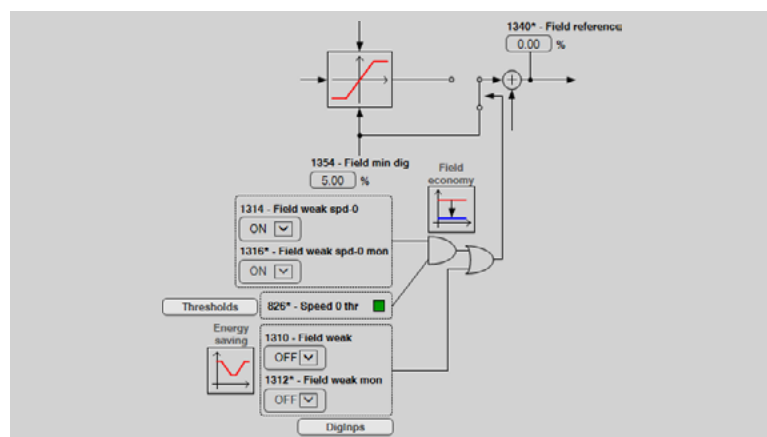 1340* - Field reference
0.00 %
1354 - Field min dig
5.00 %
Field
economy
1314 - Field weak spd-0
ON
1316* - Field weak spd-0 mon
ON
Thresholds
826* - Speed 0 thr
Energy
saving
1310 - Field weak
OFF
1312* - Field weak mon
OFF
DigInps